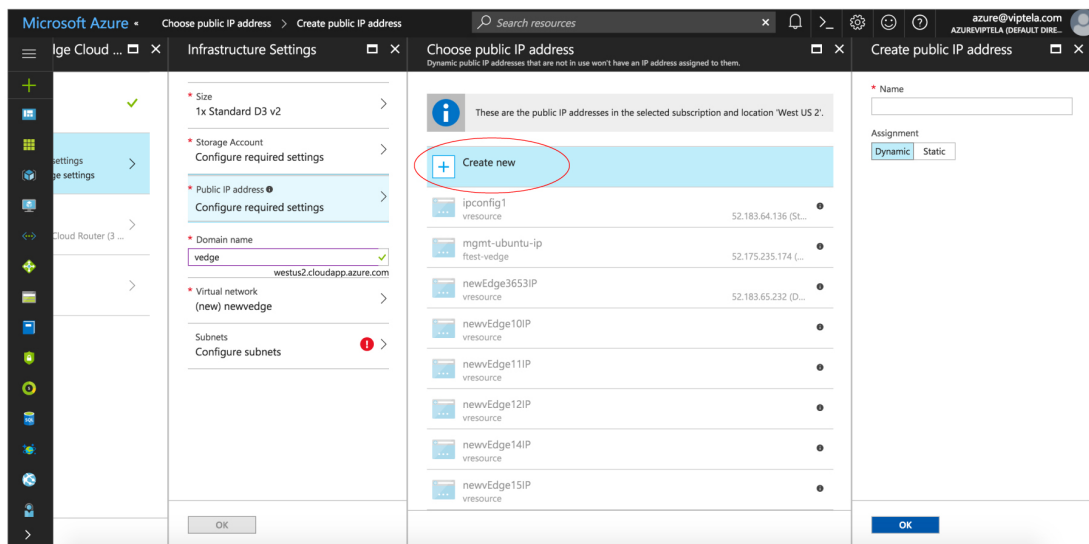 Microsoft Azure «
Choose public IP address > Create public IP address
Search resources
azure@viptela.com
AZUREVIPTELA (DEFAULT DIRE...
lge Cloud ...
settings
ge settings
Cloud Router (3 ...
Infrastructure Settings
* Size
1x Standard D3 v2
* Storage Account
Configure required settings
* Public IP address
Configure required settings
* Domain name
vedge
westus2.cloudapp.azure.com
* Virtual network
(new) newvedge
Subnets
Configure subnets
OK
Choose public IP address
Dynamic public IP addresses that are not in use won't have an IP address assigned to them.
These are the public IP addresses in the selected subscription and location 'West US 2'.
Create new
ipconfig1
vresource
52.183.64.136 (St...
mgmt-ubuntu-ip
ftest-vedge
52.175.235.174 (...
newEdge3653IP
vresource
52.183.65.232 (D...
newvEdge10IP
vresource
newvEdge11IP
vresource
newvEdge12IP
vresource
newvEdge14IP
vresource
newvEdge15IP
vresource
Create public IP address
* Name
Assignment
Dynamic Static
OK